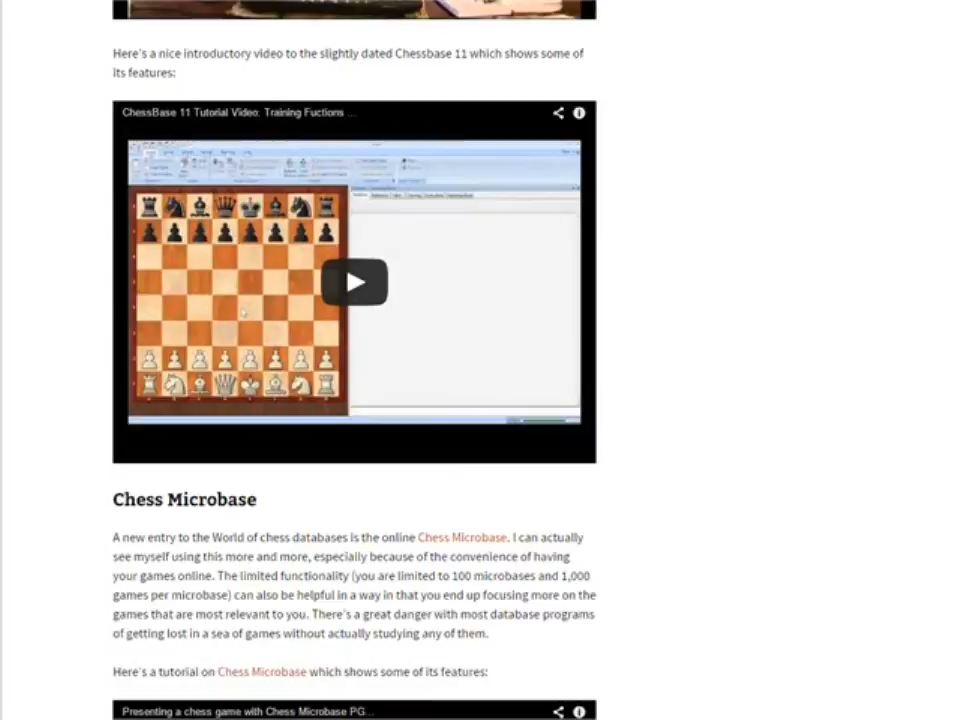 Here's a nice introductory video to the slightly dated Chessbase 11 which shows some of
its features:
ChessBase 11 Tutorial Video: Training Fuctions ...
Chess Microbase
A new entry to the World of chess databases is the online Chess Microbase. I can actually
see myself using this more and more, especially because of the convenience of having
your games online. The limited functionality (you are limited to 100 microbases and 1,000
games per microbase) can also be helpful in a way in that you end up focusing more on the
games that are most relevant to you. There's a great danger with most database programs
of getting lost in a sea of games without actually studying any of them.
Here's a tutorial on Chess Microbase which shows some of its features:
Presenting a chess game with Chess Microbase PG...